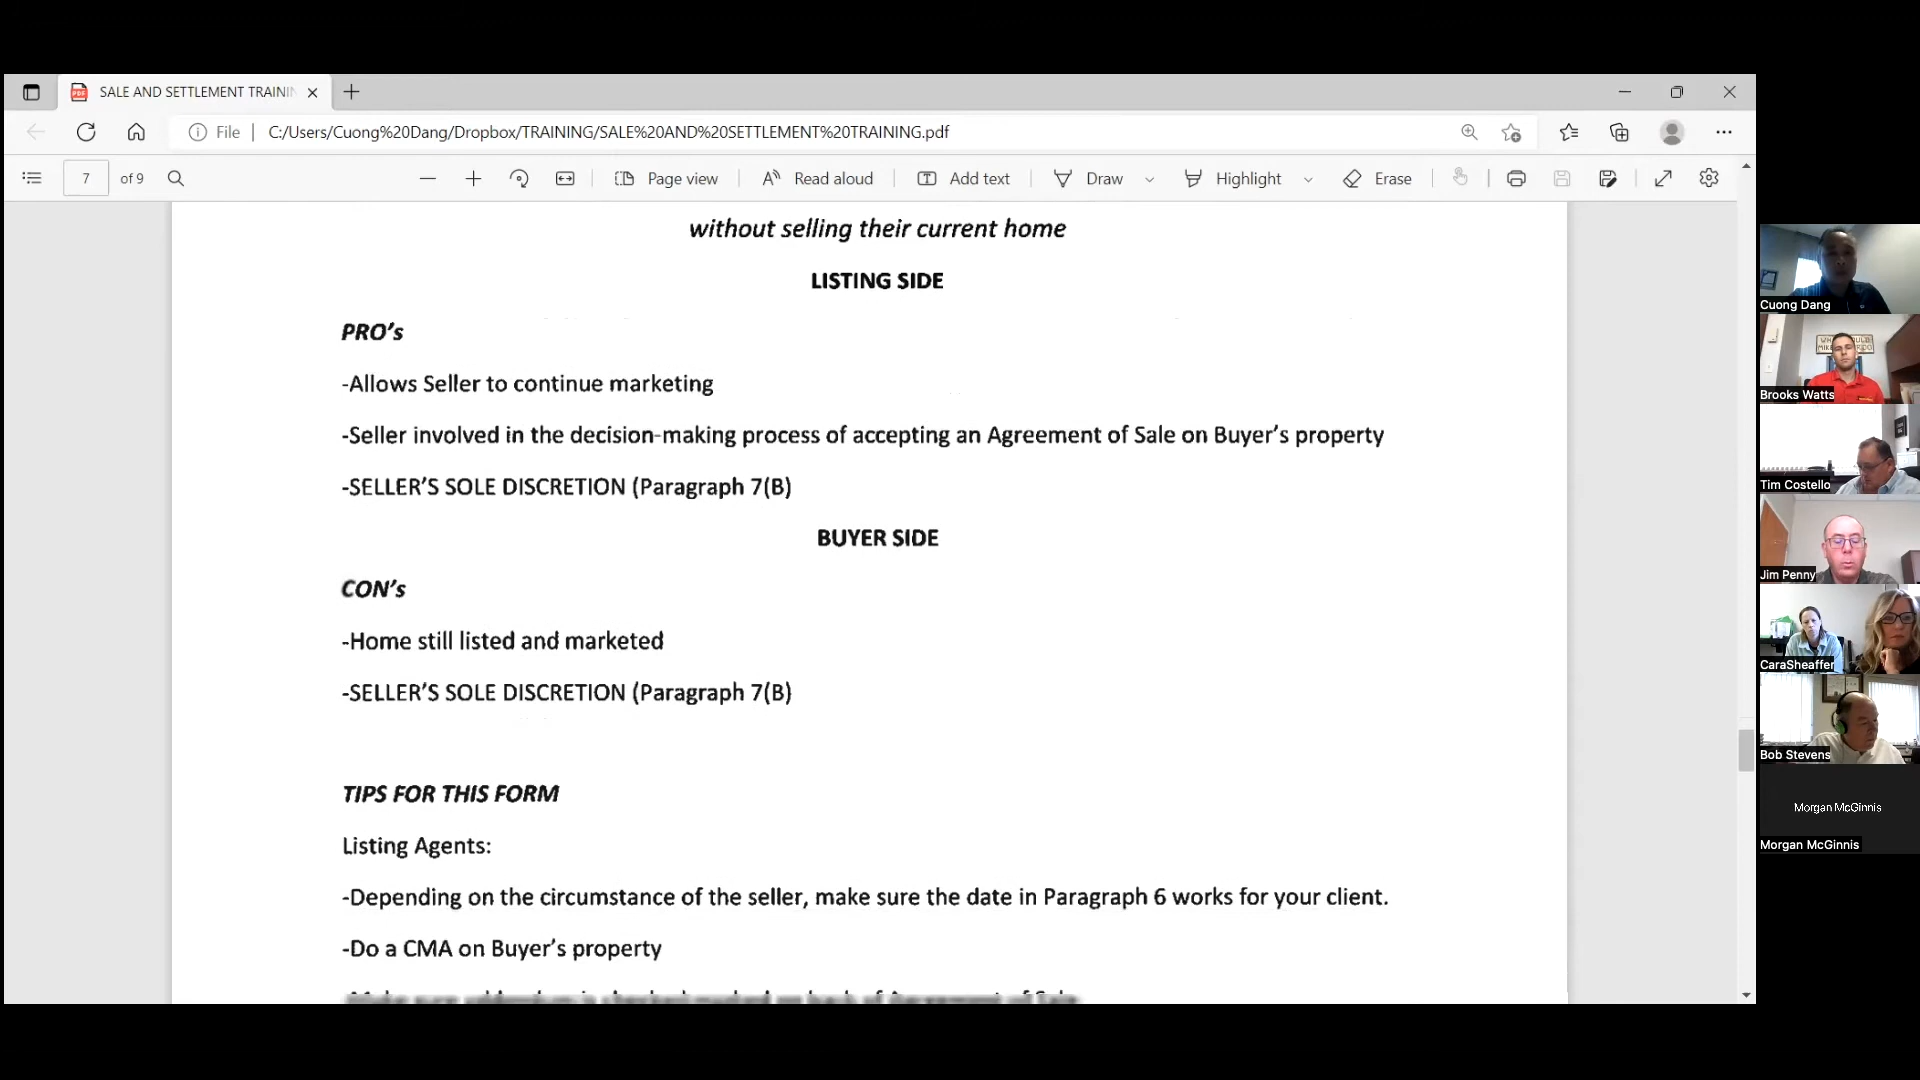 SALE AND SETTLEMENT TRAININ
File
C:/Users/Cuong%20Dang/Dropbox/TRAINING/SALE%20AND%20SETTLEMENT%20TRAINING.pdf
7 of 9
Page view
Read aloud
Add text
Draw
Highlight
Erase
without selling their current home
LISTING SIDE
PRO's
-Allows Seller to continue marketing
-Seller involved in the decision-making process of accepting an Agreement of Sale on Buyer's property
-SELLER'S SOLE DISCRETION (Paragraph 7(B)
BUYER SIDE
CON's
-Home still listed and marketed
-SELLER'S SOLE DISCRETION (Paragraph 7(B)
TIPS FOR THIS FORM
Listing Agents:
-Depending on the circumstance of the seller, make sure the date in Paragraph 6 works for your client.
-Do a CMA on Buyer's property
Cuong Dang
Brooks Watts
Tim Costello
Jim Penny
CaraSheaffer
Bob Stevens
Morgan McGinnis
Morgan McGinnis